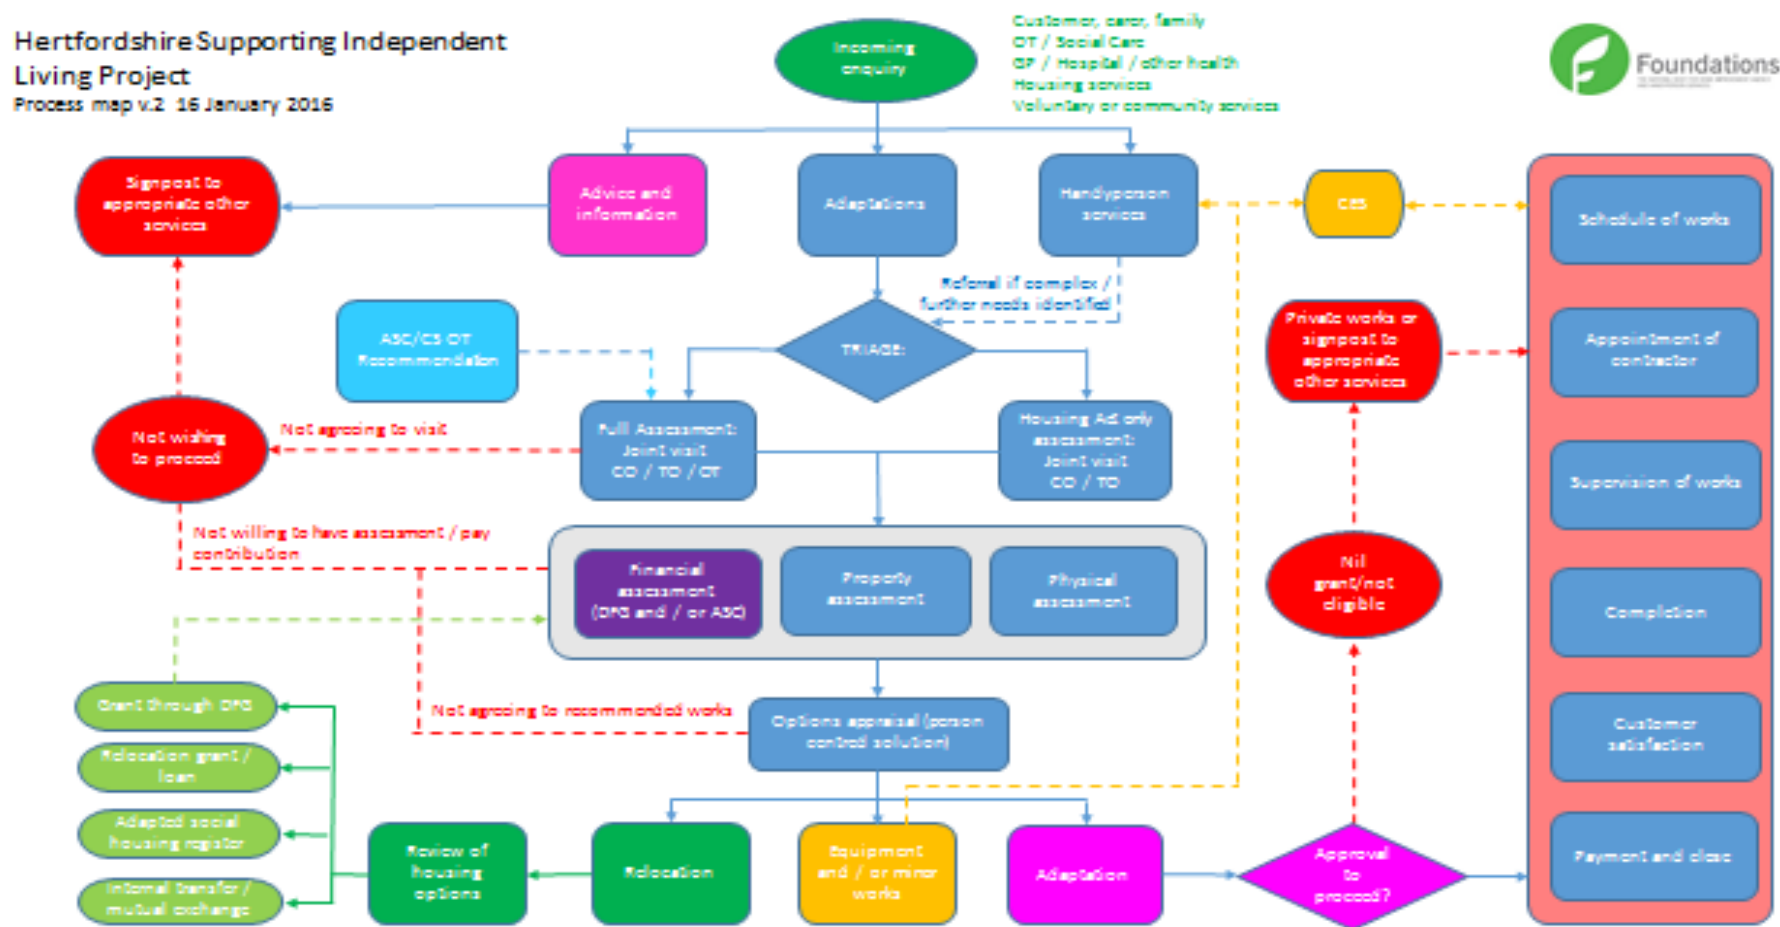 Hertfordshire Supporting Independent
Living Project
Process map v.2 16 January 2016
Incoming
enquiry
Customer, carer, family
OT / Social Care
GP / Hospital / other health
Housing services
Voluntary or community services
Foundations
Signpost to
appropriate other
services
Advice and
information
Adaptations
Handyperson
services
CES
Schedule of works
Referral if complex /
further needs identified
ASC/CS OT
Recommendation
TRIAGE:
Private works or
signpost to
appropriate
other services
Appointment of
contractor
Not wishing
to proceed
Not agreeing to visit
Full Assessment:
Joint visit
CO / TO / OT
Housing Ad only
assessment:
Joint visit
CO / TO
Supervision of works
Not willing to have assessment / pay
contribution
Financial
assessment
(DFG and / or ASC)
Property
assessment
Physical
assessment
Nil
grant/not
eligible
Completion
Grant through DFG
Not agreeing to recommended works
Options appraisal (person
centred solution)
Customer
satisfaction
Relocation grant /
loan
Adapted social
housing register
Internal transfer /
mutual exchange
Review of
housing
options
Relocation
Equipment
and / or minor
works
Adaptation
Approval
to
proceed?
Payment and close